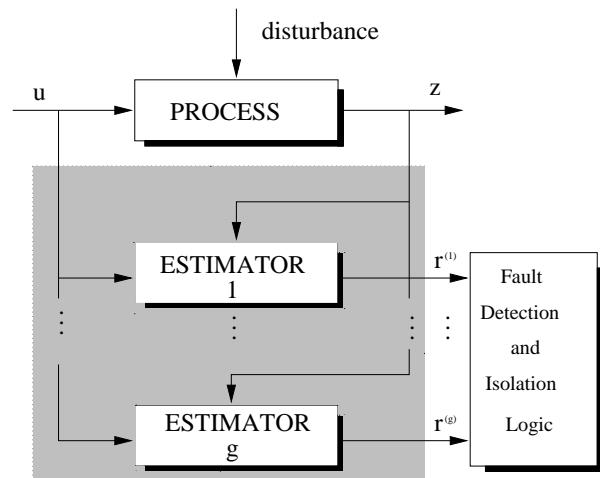 disturbance
u
PROCESS
z
ESTIMATOR
1
r(1)
Fault
Detection
and
Isolation
Logic
ESTIMATOR
g
r(g)